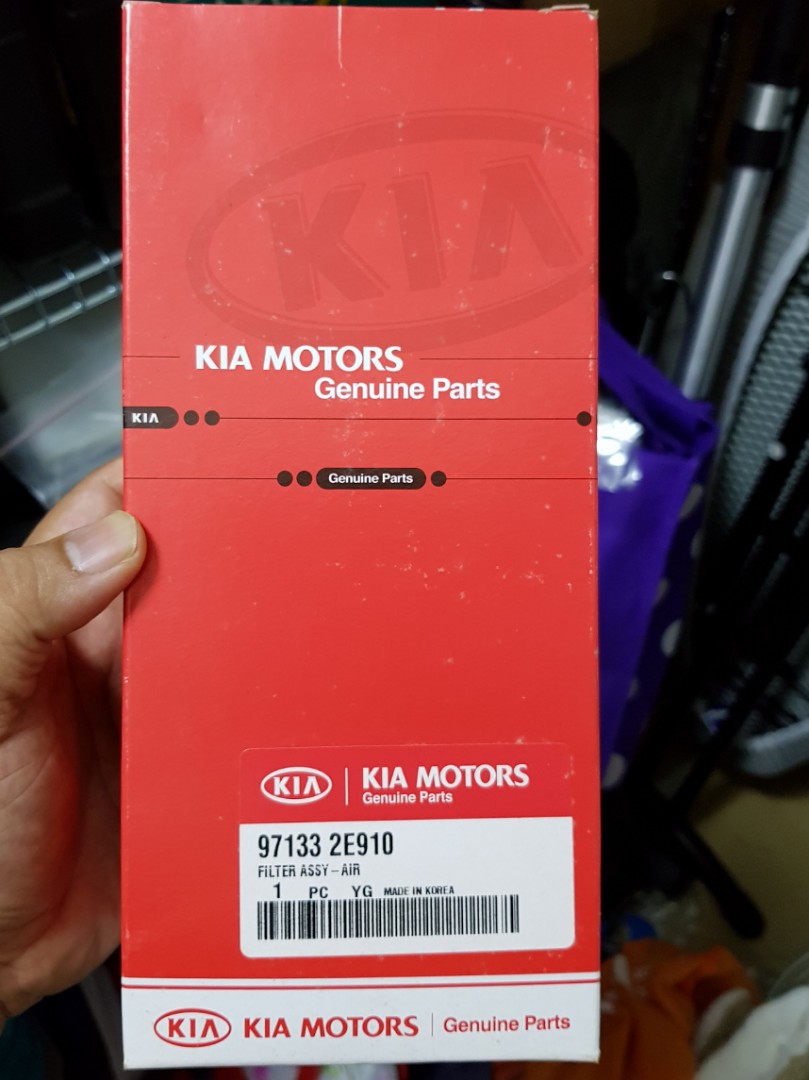 KIA
KIA MOTORS
Genuine Parts
KIA
Genuine Parts
KIA KIA MOTORS
Genuine Parts
97133 2E910
FILTER ASSY-AIR
1 PC YG MADE IN KOREA
KIA KIA MOTORS Genuine Parts